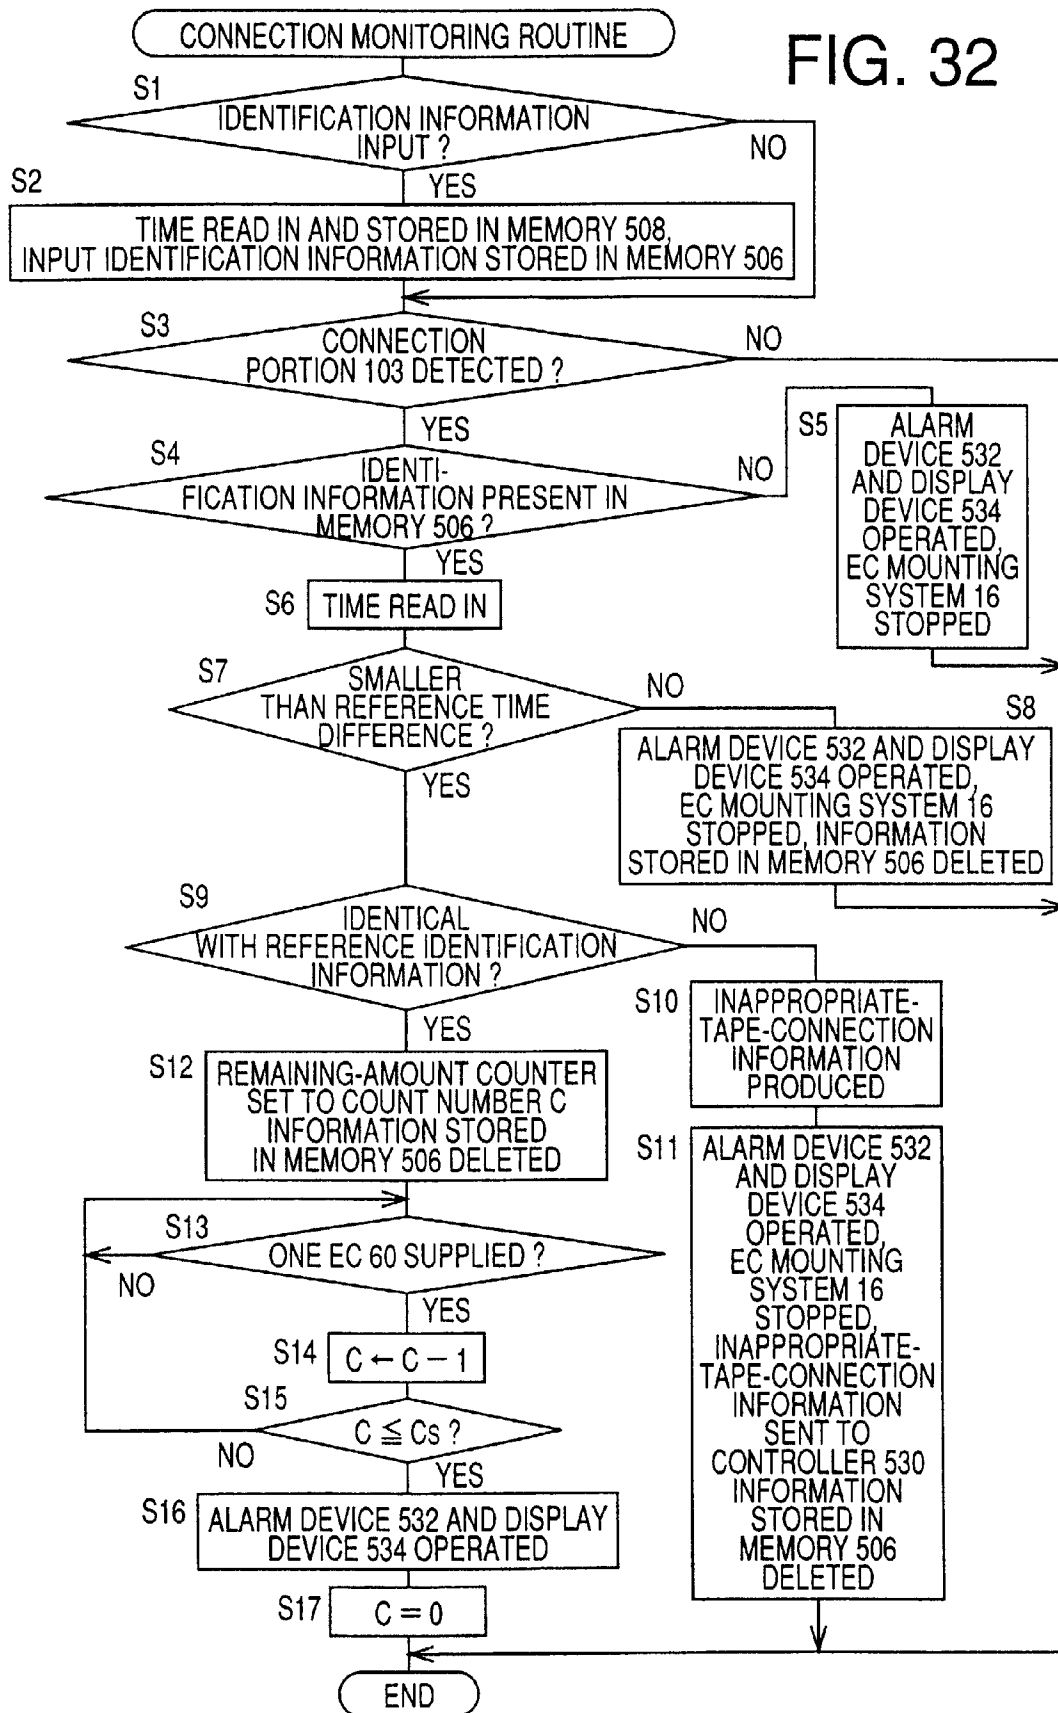 CONNECTION MONITORING ROUTINE
FIG. 32
S1
IDENTIFICATION INFORMATION
INPUT ?
NO
YES
S2
TIME READ IN AND STORED IN MEMORY 508,
INPUT IDENTIFICATION INFORMATION STORED IN MEMORY 506
S3
CONNECTION
PORTION 103 DETECTED ?
NO
YES
S4
IDENTI-
FICATION INFORMATION PRESENT IN
MEMORY 506 ?
NO
YES
S5
ALARM
DEVICE 532
AND DISPLAY
DEVICE 534
OPERATED,
EC MOUNTING
SYSTEM 16
STOPPED
S6
TIME READ IN
S7
SMALLER
THAN REFERENCE TIME
DIFFERENCE ?
NO
YES
S8
ALARM DEVICE 532 AND DISPLAY
DEVICE 534 OPERATED,
EC MOUNTING SYSTEM 16
STOPPED, INFORMATION
STORED IN MEMORY 506 DELETED
S9
IDENTICAL
WITH REFERENCE IDENTIFICATION
INFORMATION ?
NO
YES
S10
INAPPROPRIATE-
TAPE-CONNECTION
INFORMATION
PRODUCED
S11
ALARM DEVICE 532
AND DISPLAY
DEVICE 534
OPERATED,
EC MOUNTING
SYSTEM 16
STOPPED,
INAPPROPRIATE-
TAPE-CONNECTION
INFORMATION
SENT TO
CONTROLLER 530
INFORMATION
STORED IN
MEMORY 506
DELETED
S12
REMAINING-AMOUNT COUNTER
SET TO COUNT NUMBER C
INFORMATION STORED
IN MEMORY 506 DELETED
S13
ONE EC 60 SUPPLIED ?
NO
YES
S14
C ← C − 1
S15
C ≦ Cs ?
NO
YES
S16
ALARM DEVICE 532 AND DISPLAY
DEVICE 534 OPERATED
S17
C = 0
END